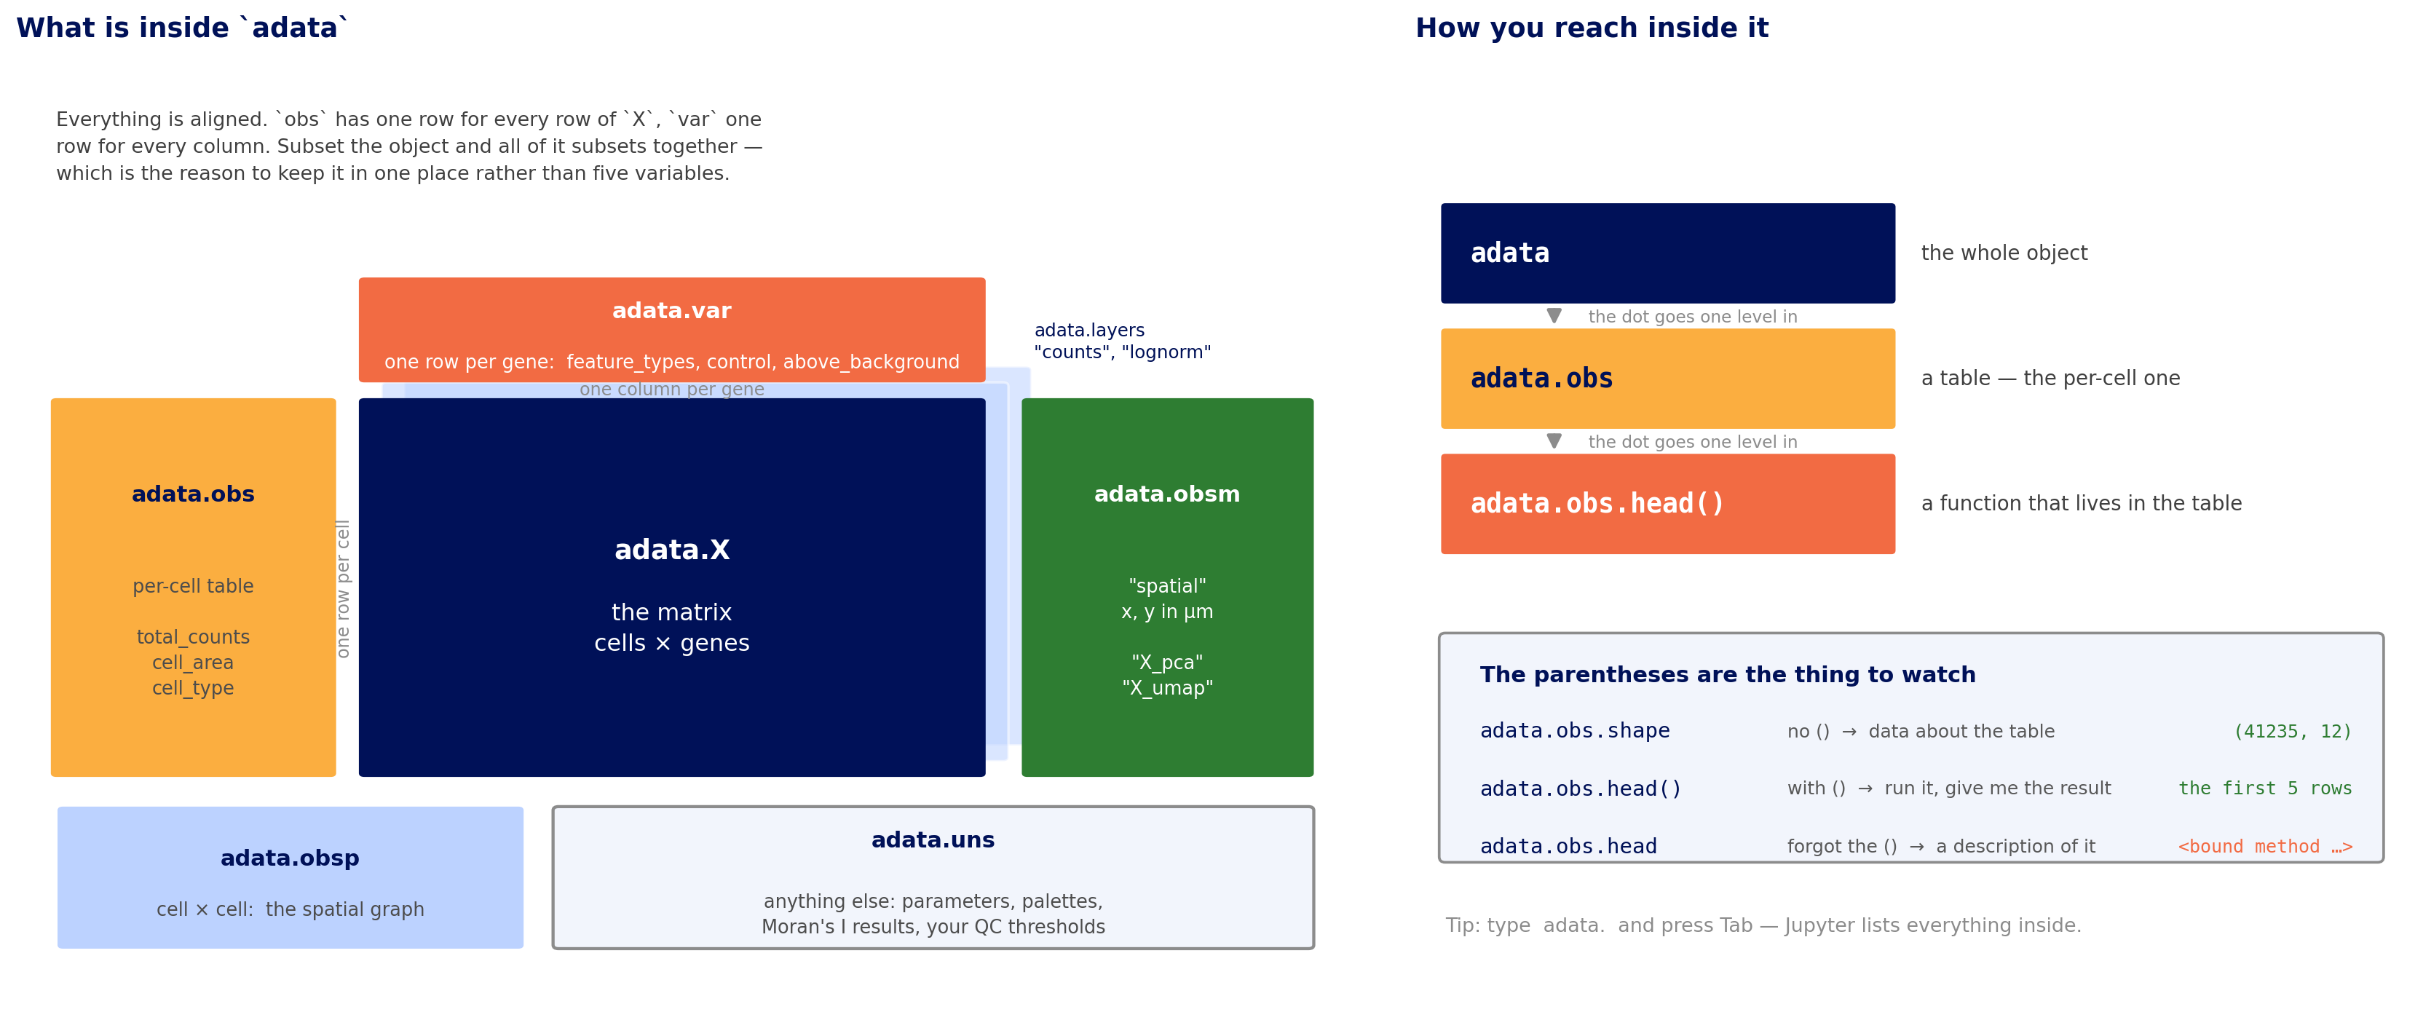 What is inside `adata`
Everything is aligned. `obs` has one row for every row of `X`, `var` one
row for every column. Subset the object and all of it subsets together —
which is the reason to keep it in one place rather than five variables.
adata.var
one row per gene:  feature_types, control, above_background
adata.layers
"counts", "lognorm"
one column per gene
adata.obs
per-cell table
total_counts
cell_area
cell_type
one row per cell
adata.X
the matrix
cells × genes
adata.obsm
"spatial"
x, y in µm
"X_pca"
"X_umap"
adata.obsp
cell × cell:  the spatial graph
adata.uns
anything else: parameters, palettes,
Moran's I results, your QC thresholds
How you reach inside it
adata
the whole object
the dot goes one level in
adata.obs
a table — the per-cell one
the dot goes one level in
adata.obs.head()
a function that lives in the table
The parentheses are the thing to watch
adata.obs.shape  no ()  →  data about the table  (41235, 12)
adata.obs.head()  with ()  →  run it, give me the result  the first 5 rows
adata.obs.head  forgot the ()  →  a description of it  <bound method …>
Tip: type  adata.  and press Tab — Jupyter lists everything inside.